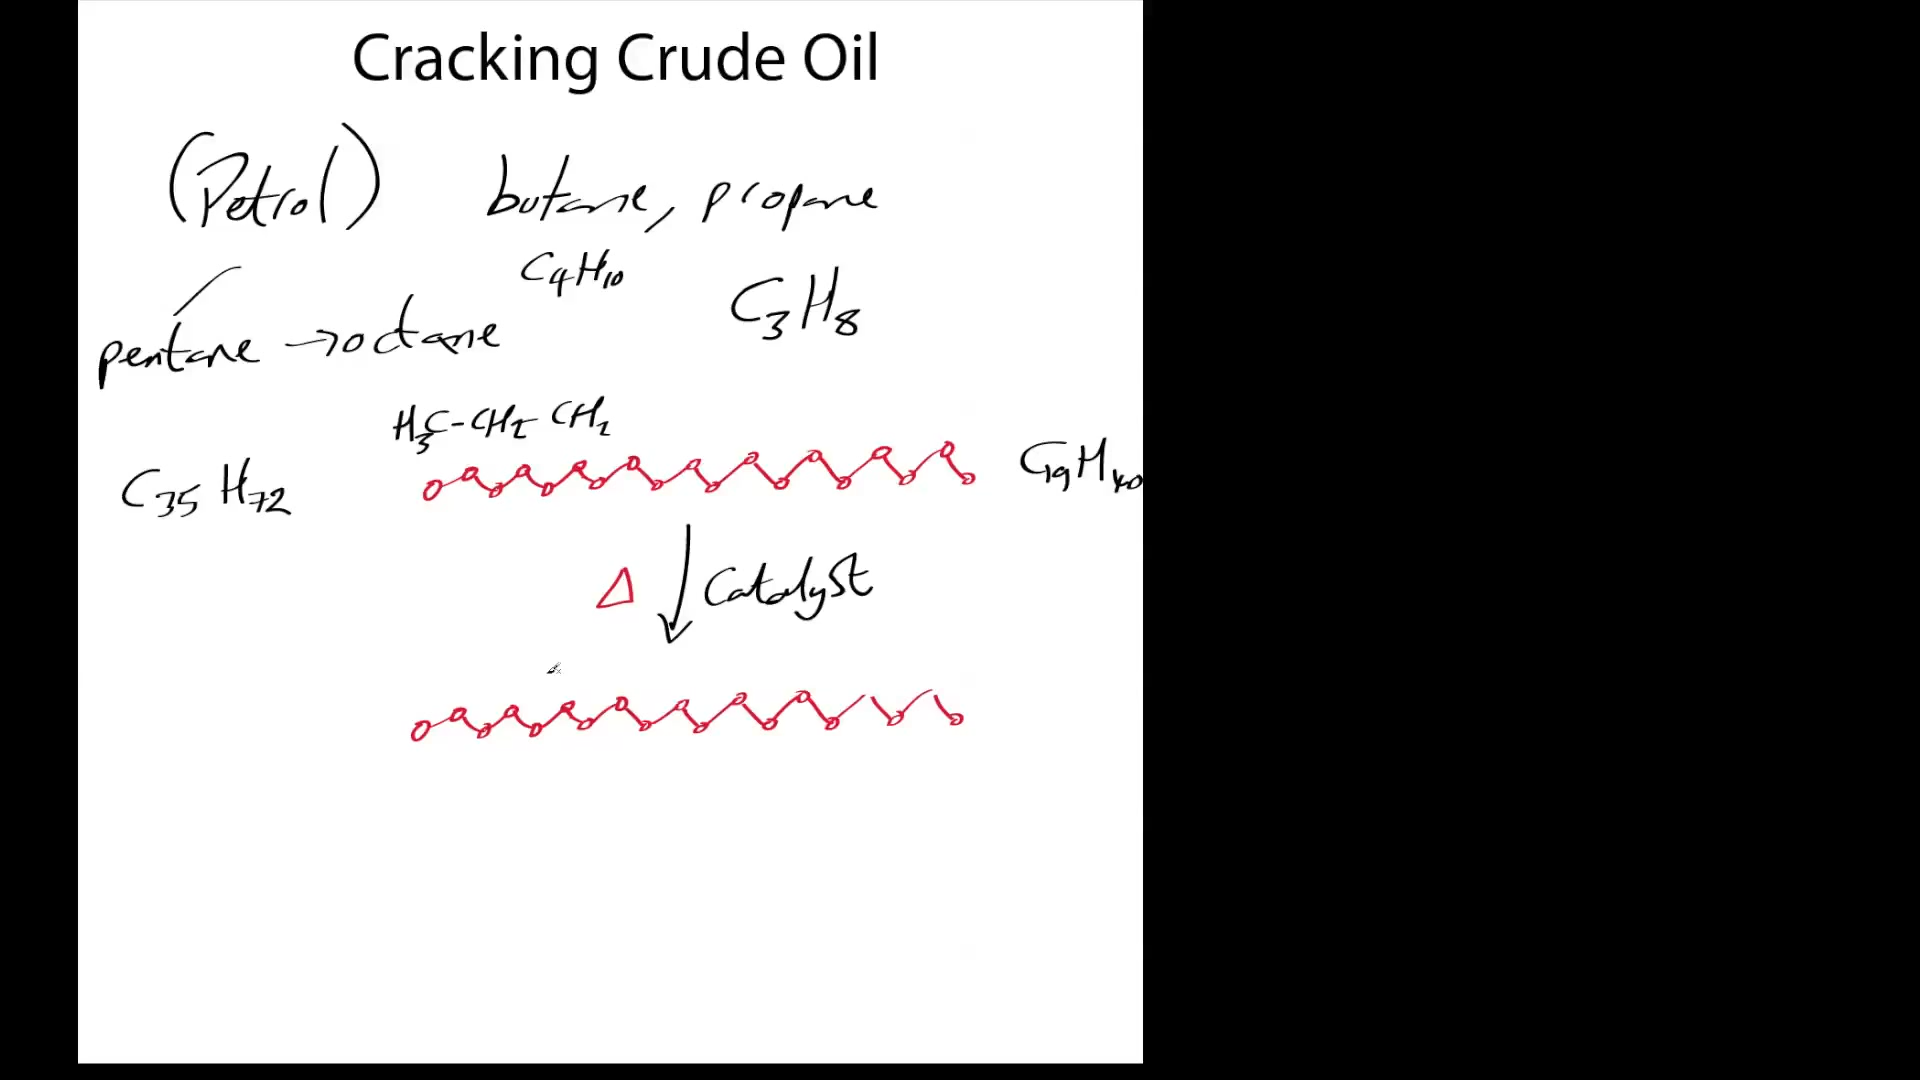 Cracking Crude Oil
(Petrol) butane, propane
C₄H₁₀ C₃H₈
pentane → octane
H₃C-CH₂ CH₂
C₃₅H₇₂ C₁₉H₄₀
Δ Catalyst